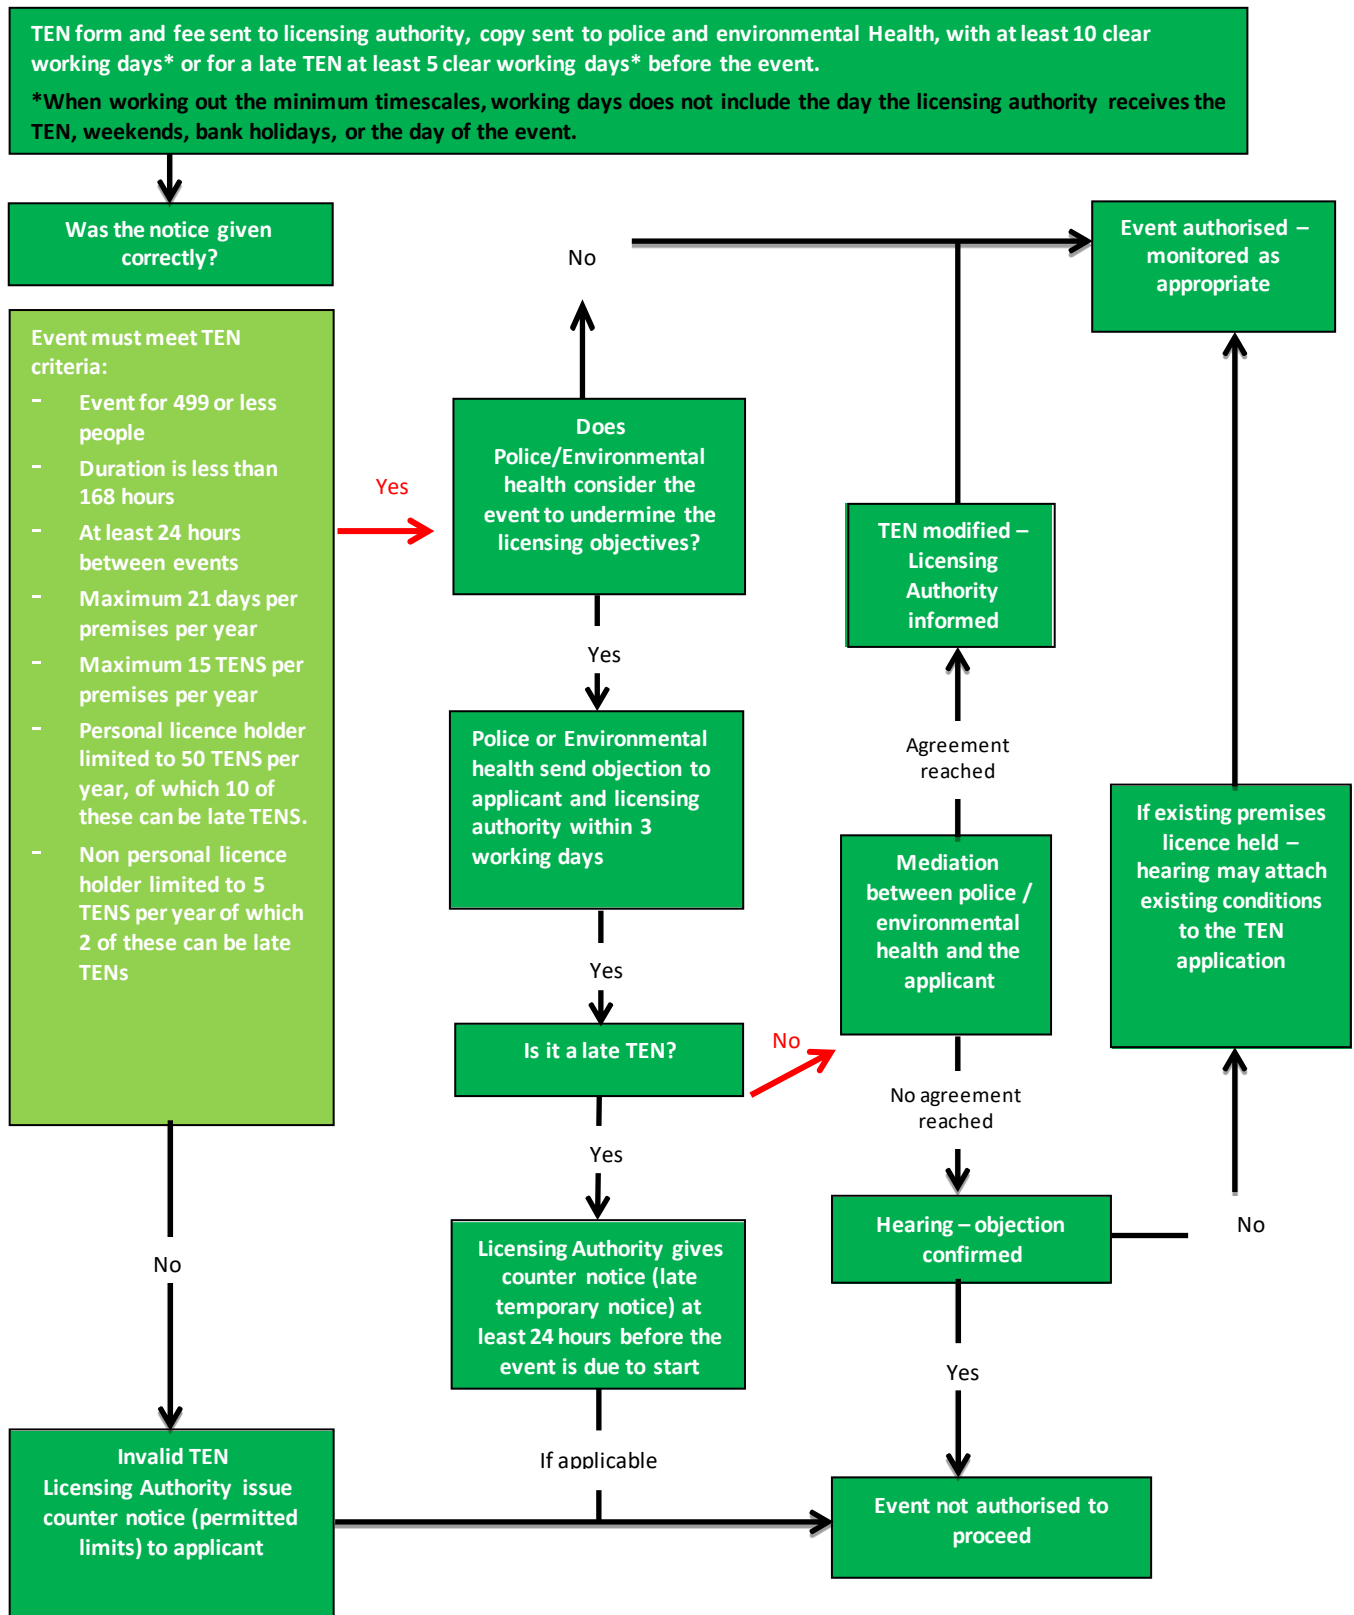 TEN form and fee sent to licensing authority, copy sent to police and environmental Health, with at least 10 clear
working days* or for a late TEN at least 5 clear working days* before the event.
*When working out the minimum timescales, working days does not include the day the licensing authority receives the
TEN, weekends, bank holidays, or the day of the event.
Was the notice given
correctly?
Event must meet TEN
criteria:
- Event for 499 or less
people
- Duration is less than
168 hours
- At least 24 hours
between events
- Maximum 21 days per
premises per year
- Maximum 15 TENS per
premises per year
- Personal licence holder
limited to 50 TENS per
year, of which 10 of
these can be late TENS.
- Non personal licence
holder limited to 5
TENS per year of which
2 of these can be late
TENs
No
Invalid TEN
Licensing Authority issue
counter notice (permitted
limits) to applicant
Yes
No
Does
Police/Environmental
health consider the
event to undermine the
licensing objectives?
Yes
Police or Environmental
health send objection to
applicant and licensing
authority within 3
working days
Yes
Is it a late TEN?
No
Yes
Licensing Authority gives
counter notice (late
temporary notice) at
least 24 hours before the
event is due to start
If applicable
TEN modified –
Licensing
Authority
informed
Agreement
reached
Mediation
between police /
environmental
health and the
applicant
No agreement
reached
Hearing – objection
confirmed
Yes
Event not authorised to
proceed
Event authorised –
monitored as
appropriate
If existing premises
licence held –
hearing may attach
existing conditions
to the TEN
application
No